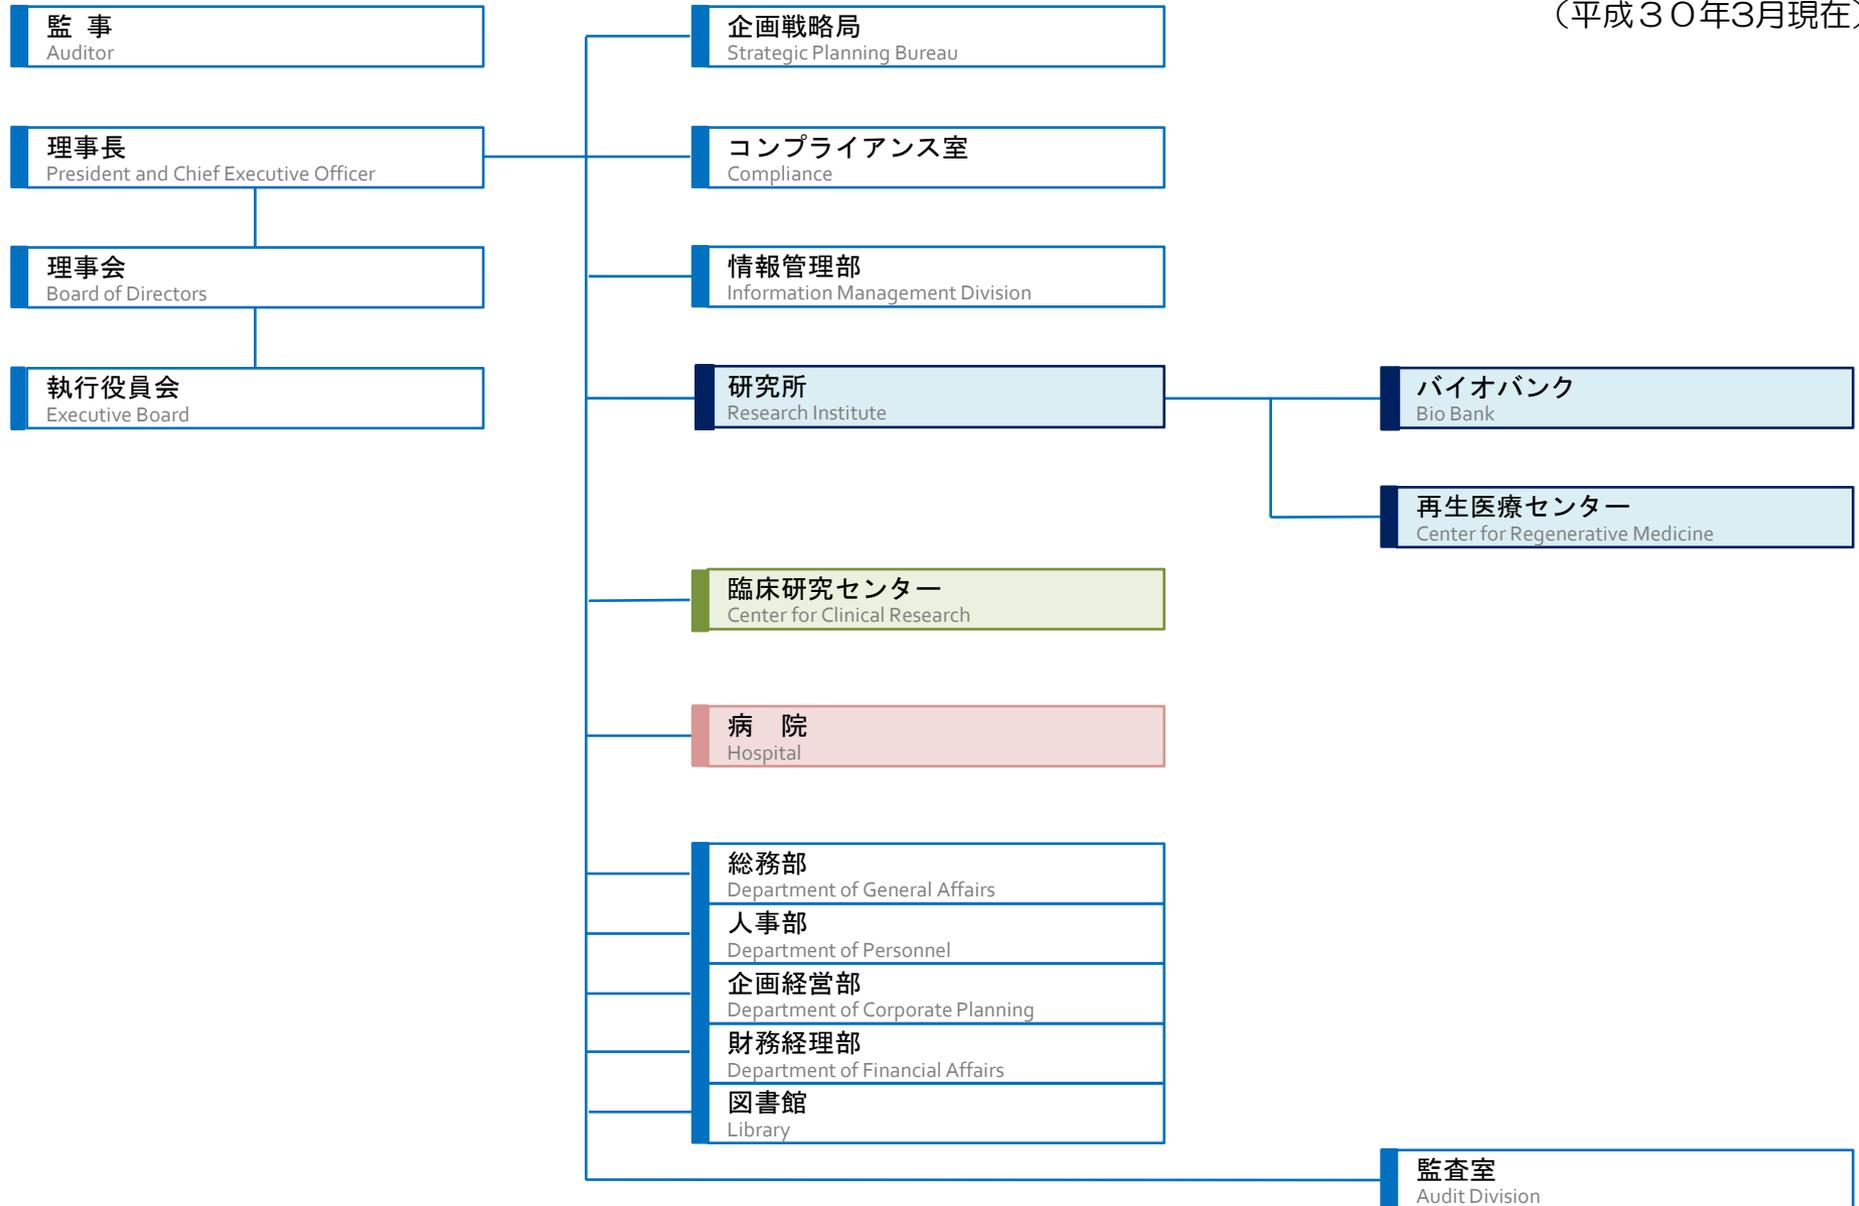 （平成３０年3月現在）
監 事
Auditor
理事長
President and Chief Executive Officer
理事会
Board of Directors
執行役員会
Executive Board
企画戦略局
Strategic Planning Bureau
コンプライアンス室
Compliance
情報管理部
Information Management Division
研究所
Research Institute
バイオバンク
Bio Bank
再生医療センター
Center for Regenerative Medicine
臨床研究センター
Center for Clinical Research
病　院
Hospital
総務部
Department of General Affairs
人事部
Department of Personnel
企画経営部
Department of Corporate Planning
財務経理部
Department of Financial Affairs
図書館
Library
監査室
Audit Division